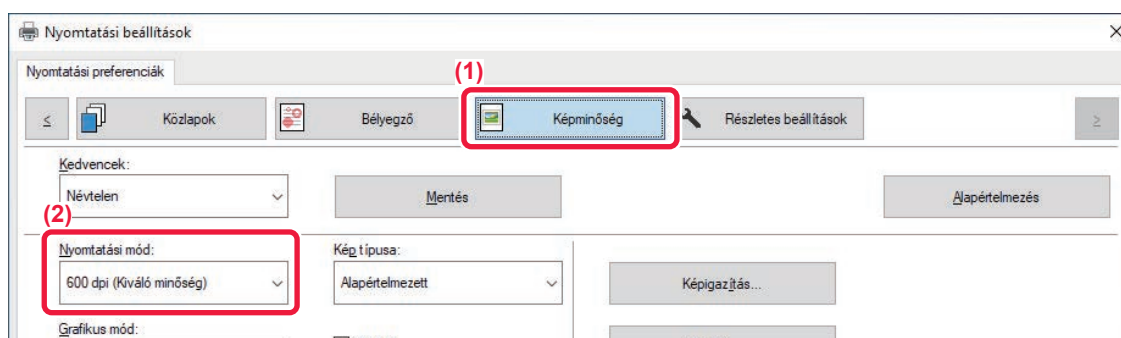 Nyomtatási beállítások
Nyomtatási preferenciák
(1)
≤ Közlapok Bélyegző Képminőség Részletes beállítások ≥
Kedvencek:
Névtelen Mentés Alapértelmezés
(2)
Nyomtatási mód: Kép típusa:
600 dpi (Kiváló minőség) Alapértelmezett Képigazítás...
Grafikus mód: